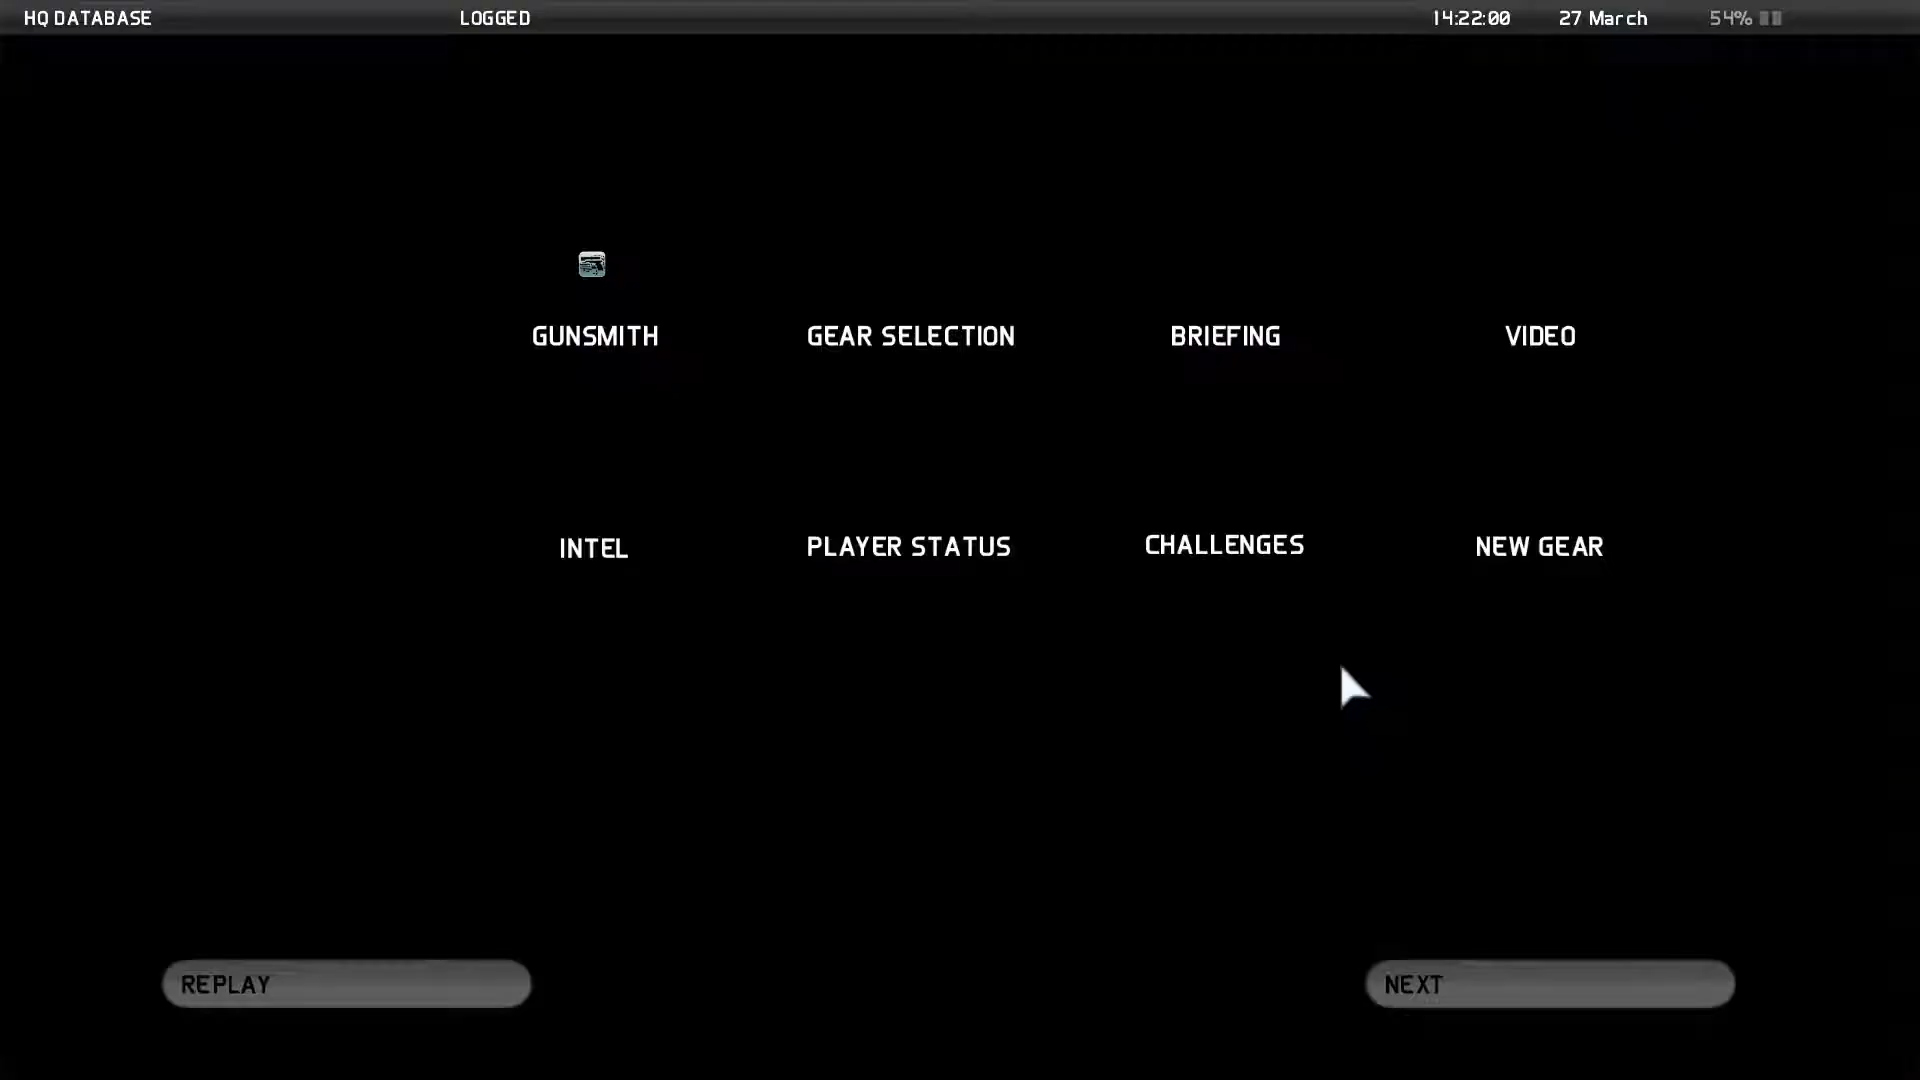 HQ DATABASE LOGGED 14:22:00 27 March 54%
GUNSMITH GEAR SELECTION BRIEFING VIDEO
INTEL PLAYER STATUS CHALLENGES NEW GEAR
REPLAY NEXT